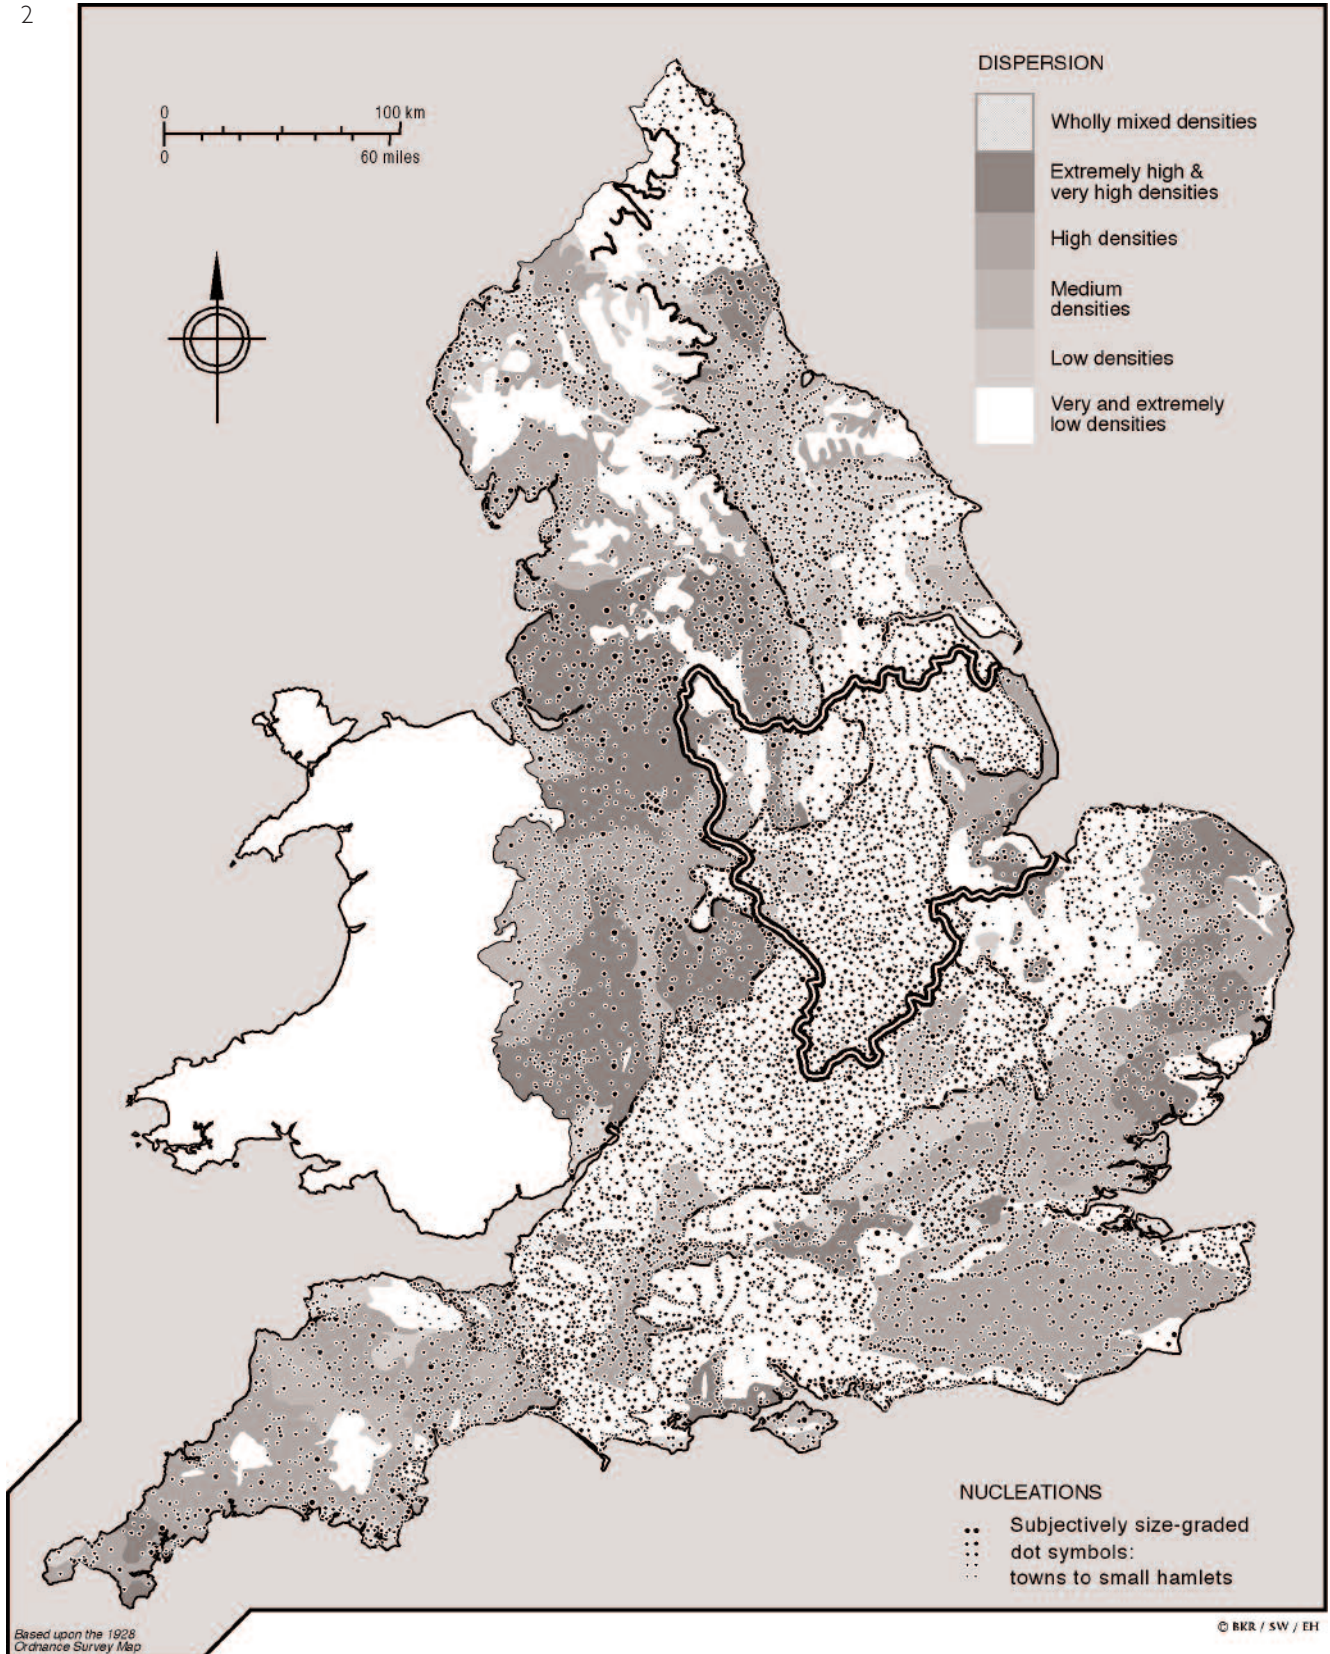 2
DISPERSION
0 100 km
0 60 miles
Wholly mixed densities
Extremely high &
very high densities
High densities
Medium
densities
Low densities
Very and extremely
low densities
NUCLEATIONS
Subjectively size-graded
dot symbols:
towns to small hamlets
Based upon the 1928
Ordnance Survey Map
© BKR / SW / EH